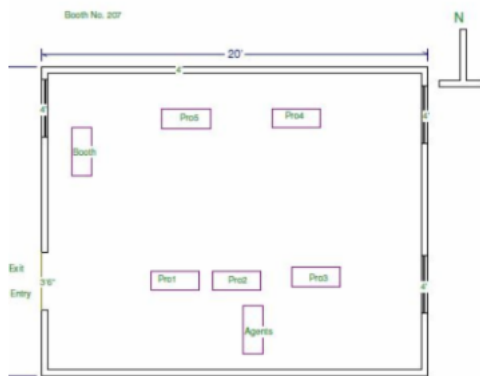 Booth No. 207
N
20'
4'
4'
4'
Pro5
Pro4
Booth
Exit
Entry
3'6"
Pro1
Pro2
Pro3
4'
Agents